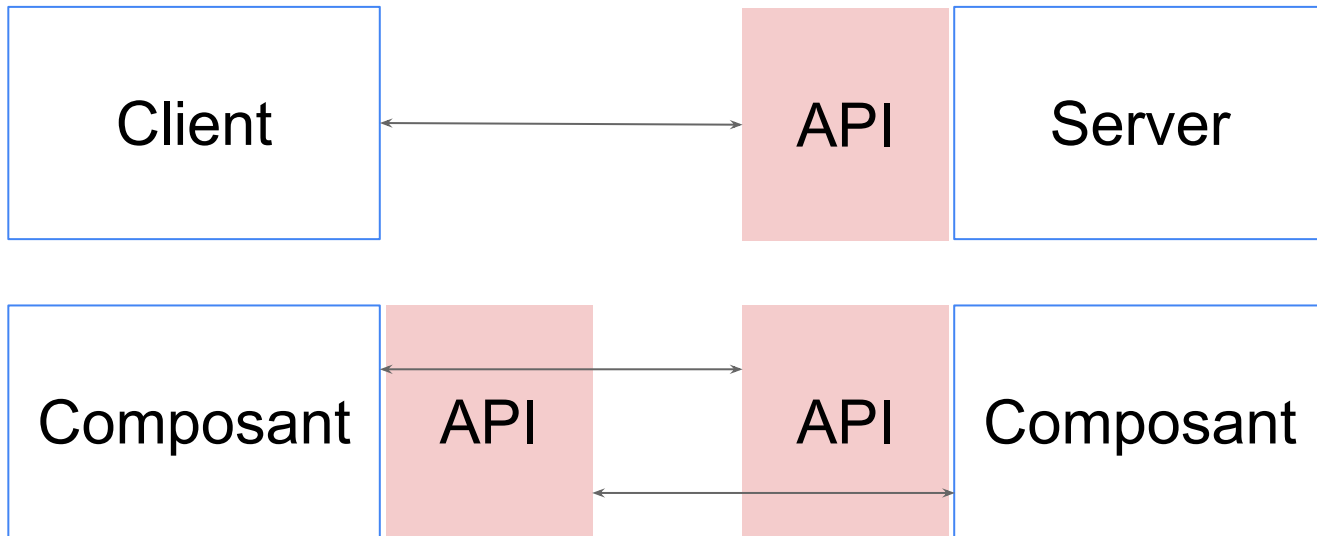 Client
API
Server
Composant
API
API
Composant